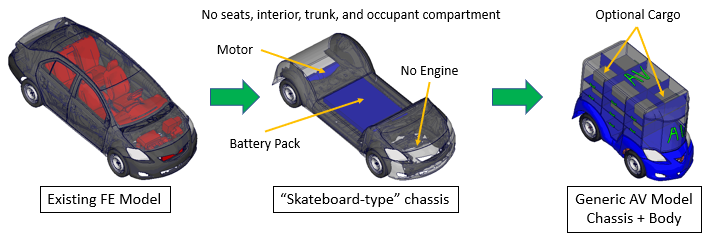 No seats, interior, trunk, and occupant compartment
Optional Cargo
Motor
No Engine
Battery Pack
AV
A
Existing FE Model
“Skateboard-type” chassis
Generic AV Model
Chassis + Body